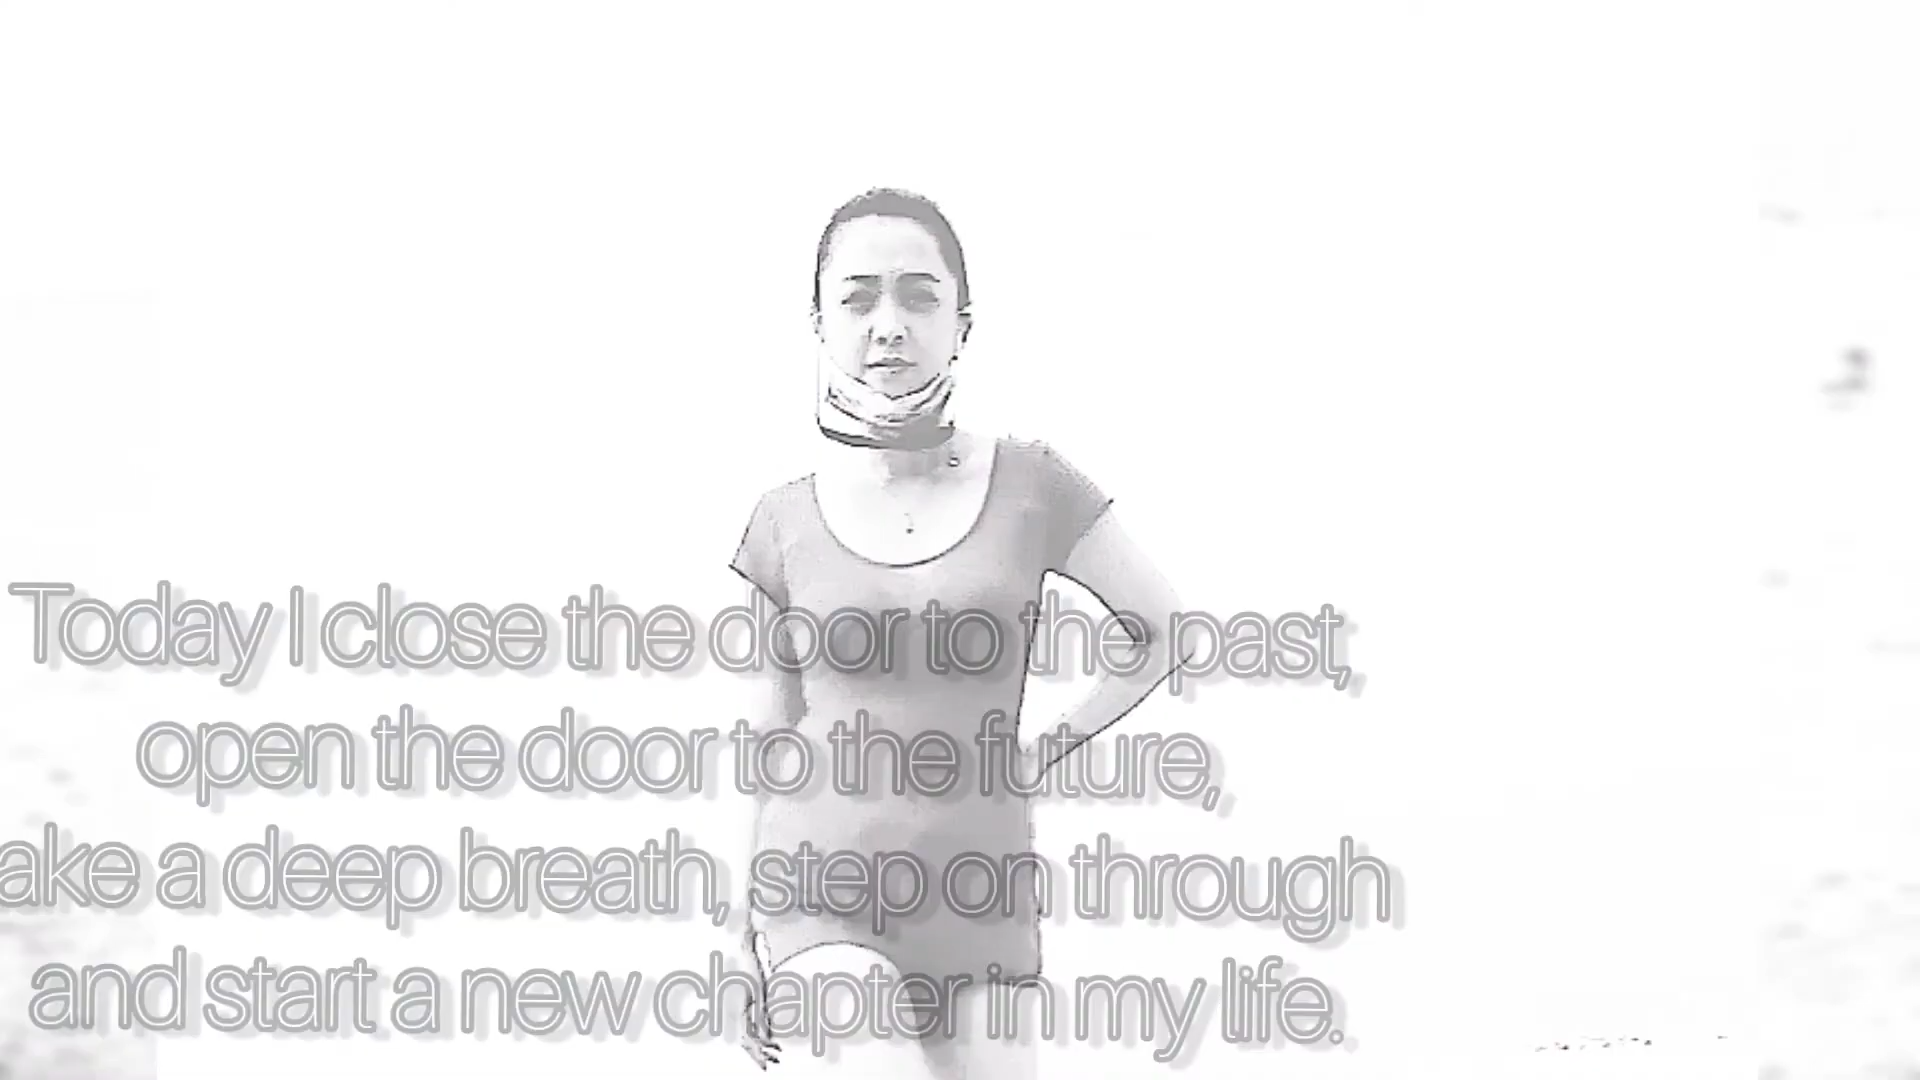 Today I close the door to the past,
open the door to the future,
ake a deep breath, step on through
and start a new chapter in my life.